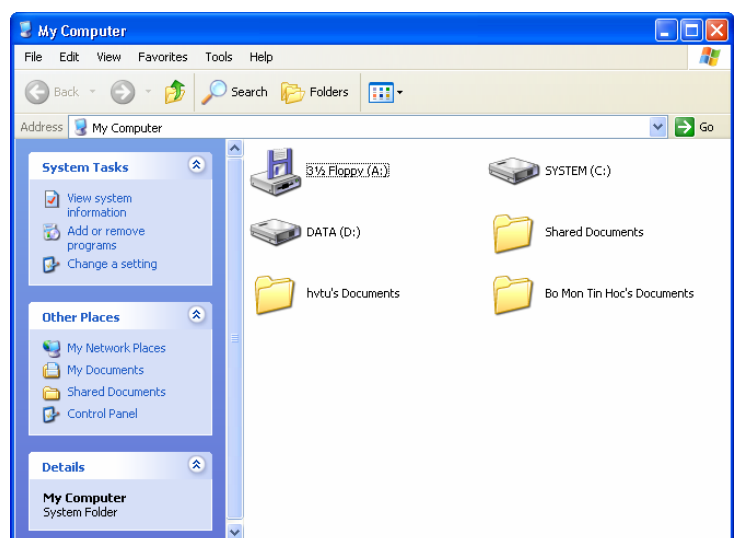 My Computer
File Edit View Favorites Tools Help
Back Search Folders
Address My Computer Go
System Tasks
View system
information
Add or remove
programs
Change a setting
Other Places
My Network Places
My Documents
Shared Documents
Control Panel
Details
My Computer
System Folder
3½ Floppy (A:)
SYSTEM (C:)
DATA (D:)
Shared Documents
hvtu's Documents
Bo Mon Tin Hoc's Documents